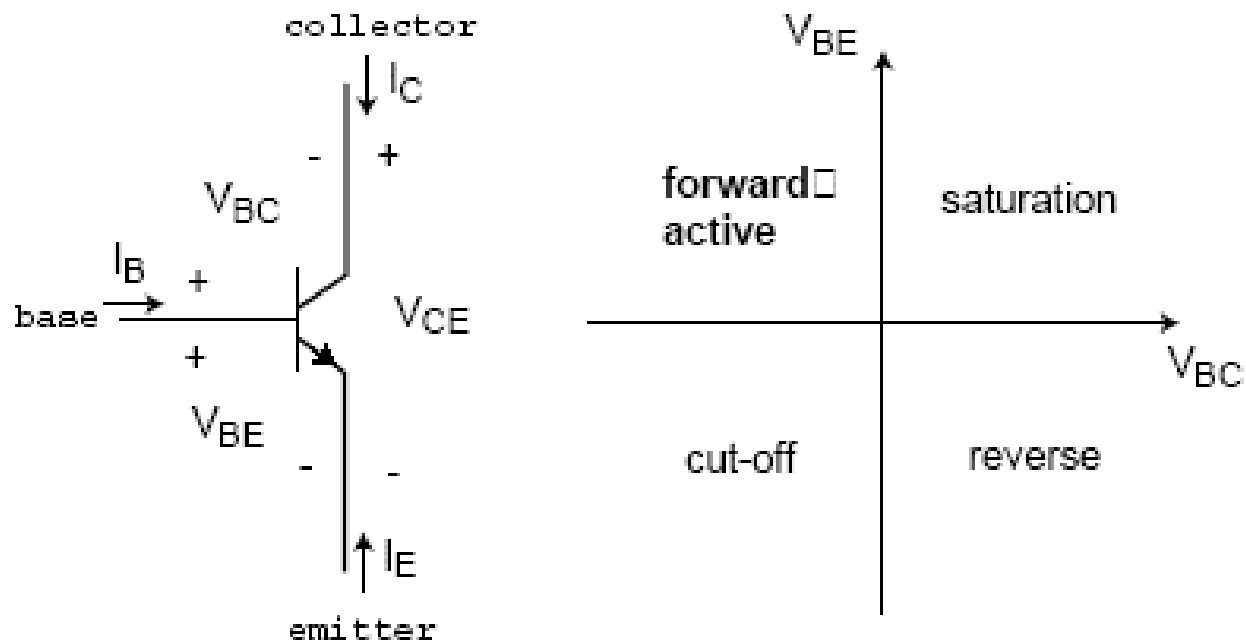 collector
I_C
- +
V_BC
I_B
+
base
V_CE
+
V_BE
- -
I_E
emitter
V_BE
forward□
active
saturation
V_BC
cut-off
reverse